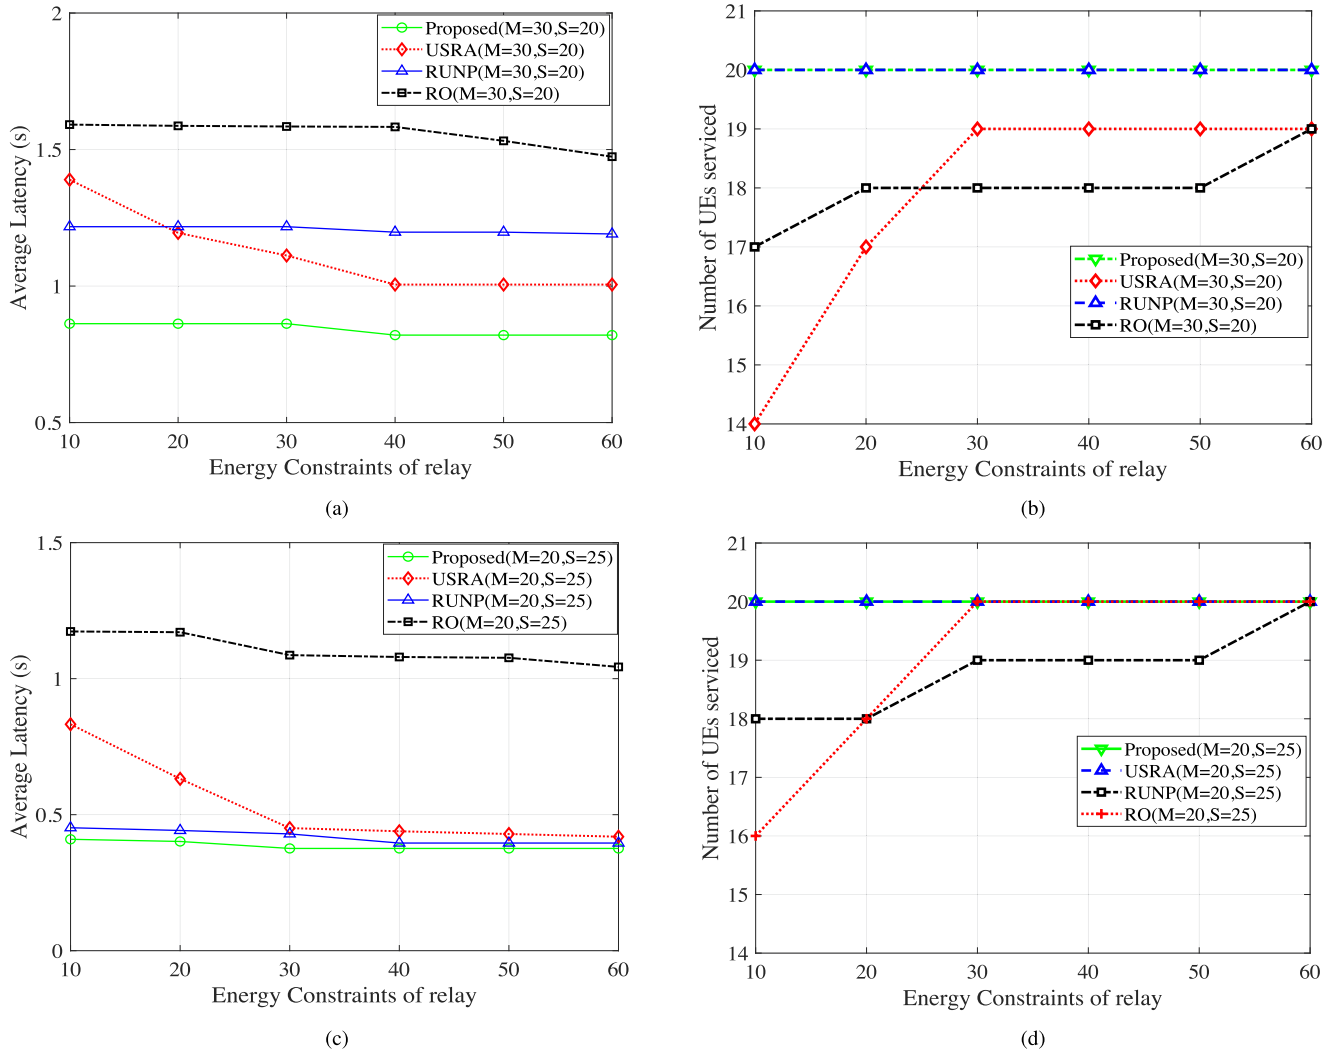 2
1.5
1
0.5
Average Latency (s)
Proposed(M=30,S=20)
USRA(M=30,S=20)
RUNP(M=30,S=20)
RO(M=30,S=20)
10 20 30 40 50 60
Energy Constraints of relay
(a)
21
20
19
18
17
16
15
14
Number of UEs serviced
Proposed(M=30,S=20)
USRA(M=30,S=20)
RUNP(M=30,S=20)
RO(M=30,S=20)
10 20 30 40 50 60
Energy Constraints of relay
(b)
1.5
1
0.5
0
Average Latency (s)
Proposed(M=20,S=25)
USRA(M=20,S=25)
RUNP(M=20,S=25)
RO(M=20,S=25)
10 20 30 40 50 60
Energy Constraints of relay
(c)
21
20
19
18
17
16
15
14
Number of UEs serviced
Proposed(M=20,S=25)
USRA(M=20,S=25)
RUNP(M=20,S=25)
RO(M=20,S=25)
10 20 30 40 50 60
Energy Constraints of relay
(d)